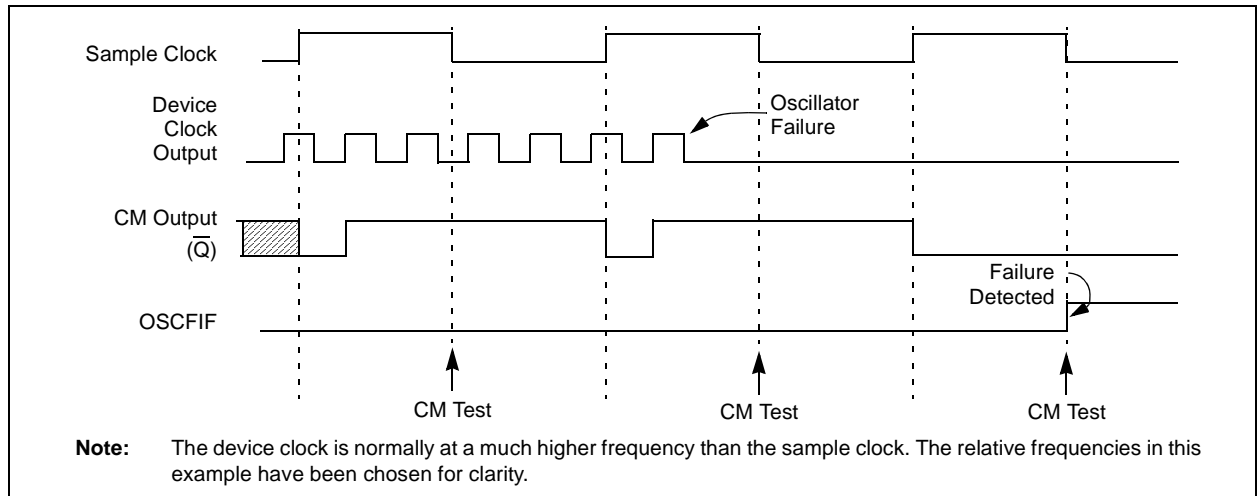 Sample Clock
Device
Clock
Output
Oscillator
Failure
CM Output
(Q̅)
Failure
Detected
OSCFIF
CM Test
CM Test
CM Test
Note: The device clock is normally at a much higher frequency than the sample clock. The relative frequencies in this
example have been chosen for clarity.